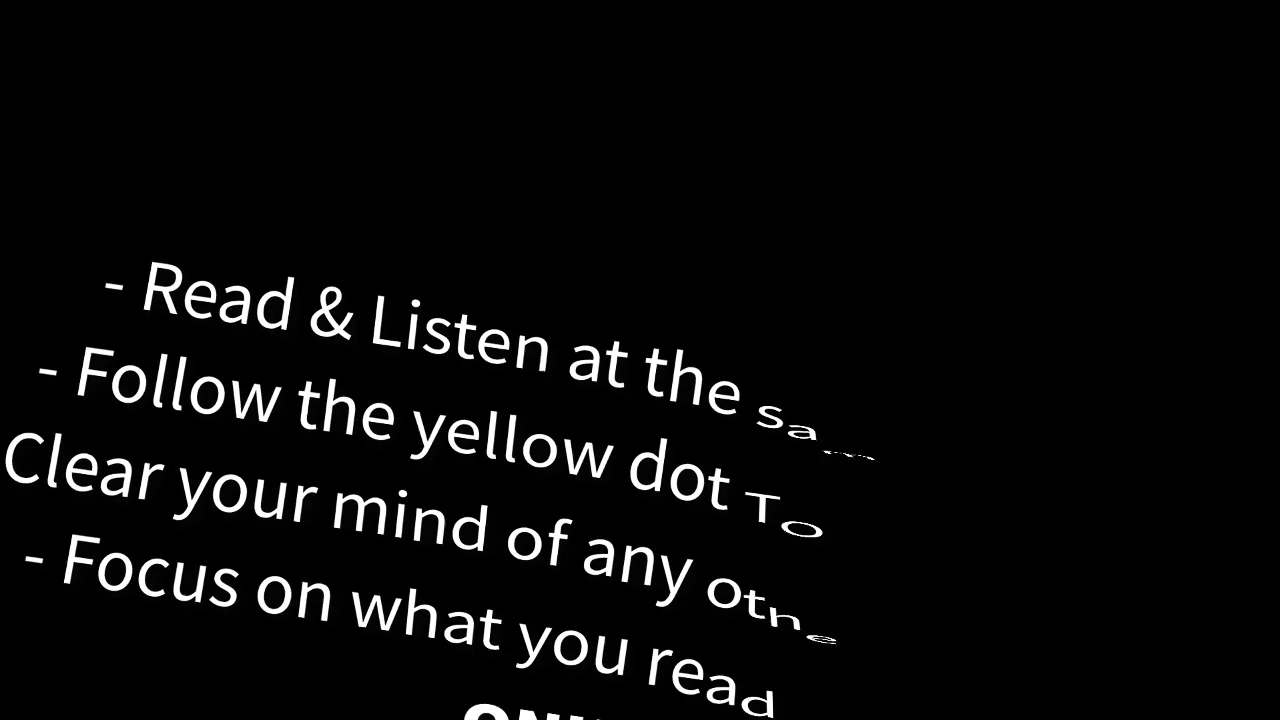 - Read & Listen at the
- Follow the yellow dot To
Clear your mind of any
- Focus on what you read